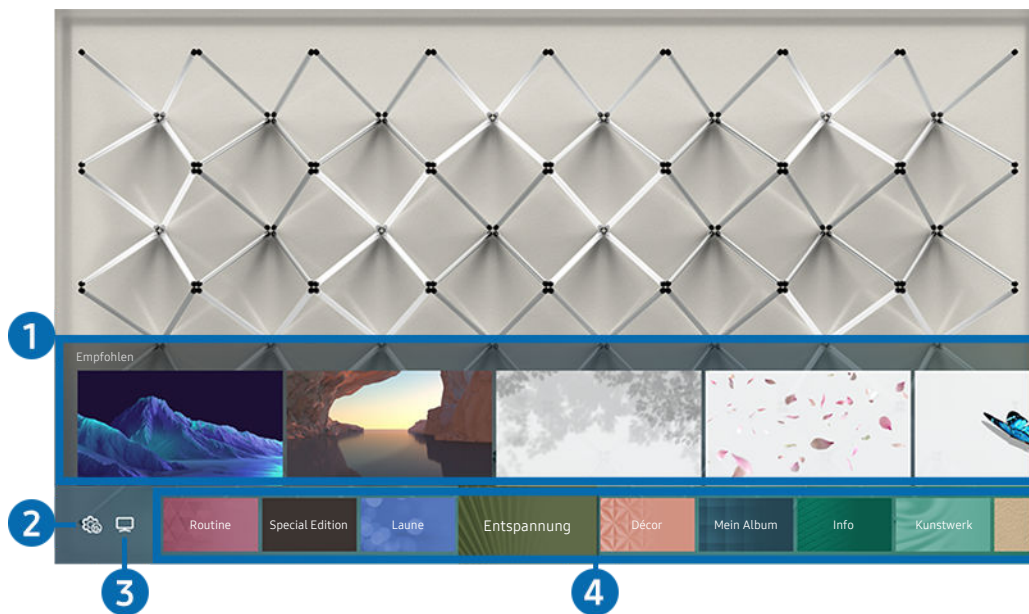 1
Empfohlen
2
Routine
Special Edition
Laune
Entspannung
Décor
Mein Album
Info
Kunstwerk
3
4